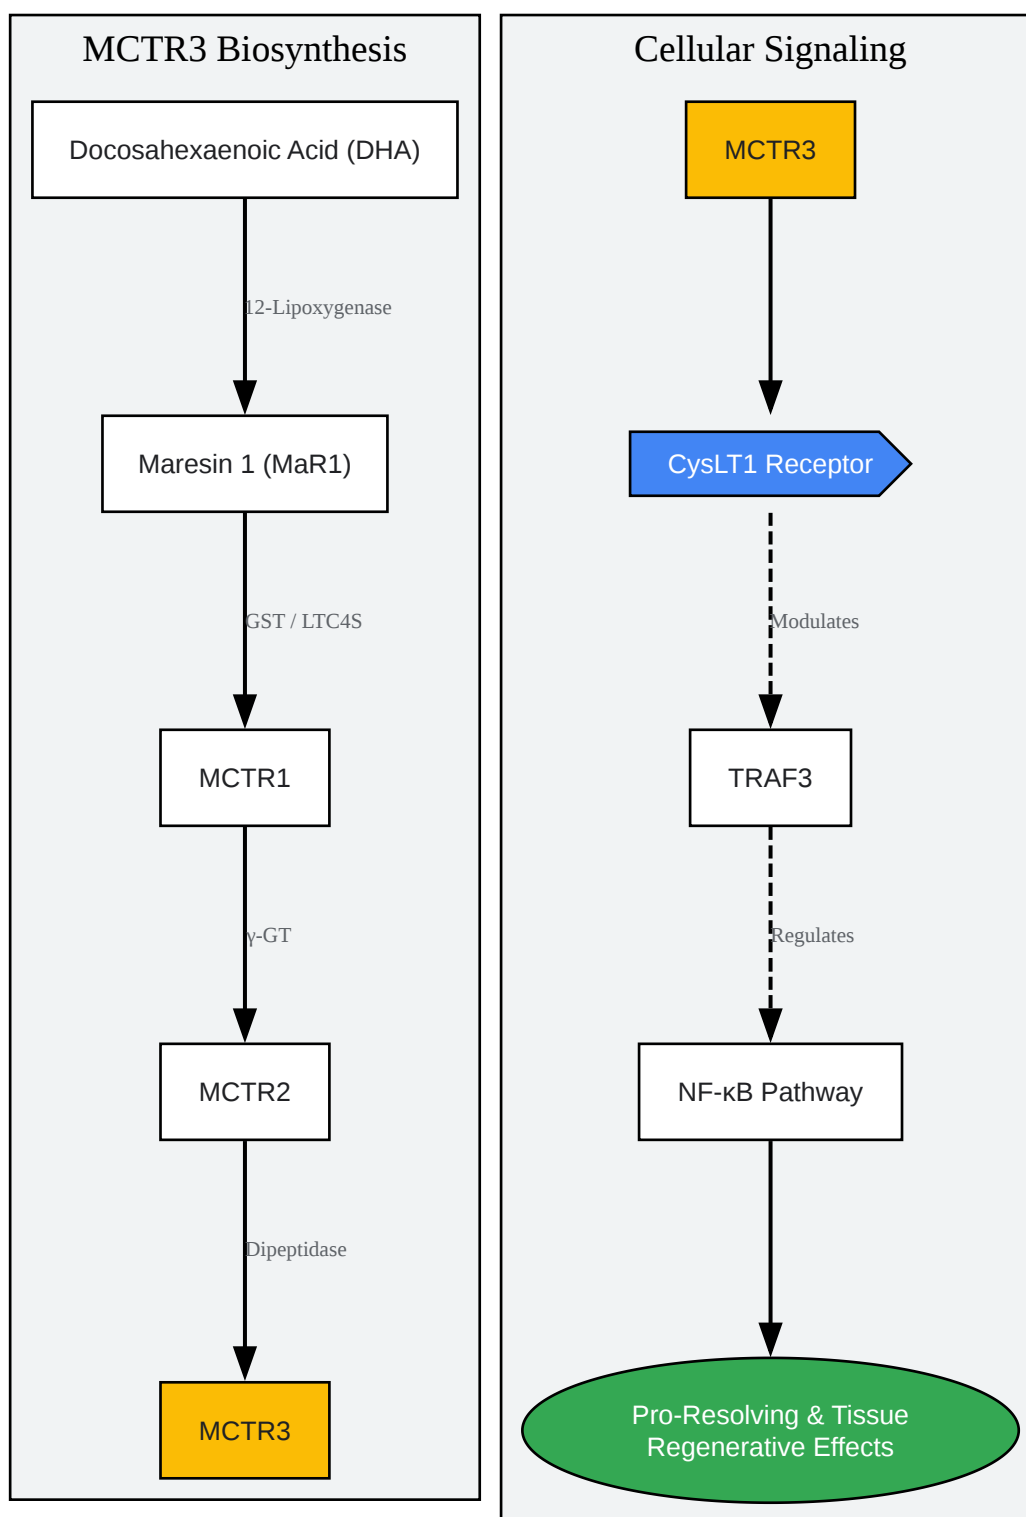 MCTR3 Biosynthesis
Docosahexaenoic Acid (DHA)
12-Lipoxygenase
Maresin 1 (MaR1)
GST / LTC4S
MCTR1
γ-GT
MCTR2
Dipeptidase
MCTR3
Cellular Signaling
MCTR3
CysLT1 Receptor
Modulates
TRAF3
Regulates
NF-κB Pathway
Pro-Resolving & Tissue
Regenerative Effects